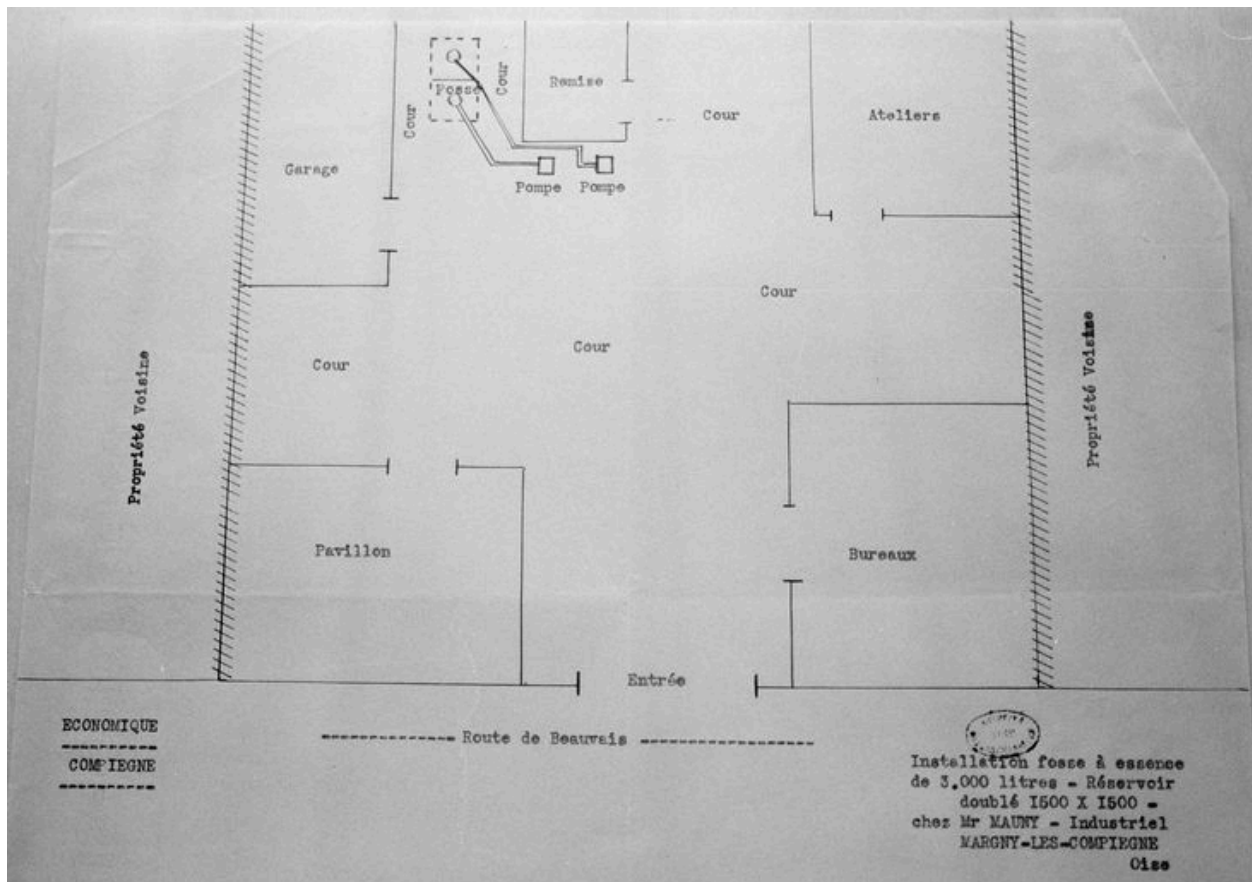 Fosse
Cour
Cour
Remise
Cour
Ateliers
Garage
Pompe
Pompe
Cour
Cour
Cour
Propriété Voisine
Propriété Voisine
Pavillon
Bureaux
Entrée
ECONOMIQUE
COMPIEGNE
Route de Beauvais
Installation fosse à essence
de 3.000 litres - Réservoir
doublé I500 X I500 -
chez Mr MAUNY - Industriel
MARGNY-LES-COMPIEGNE
Oise